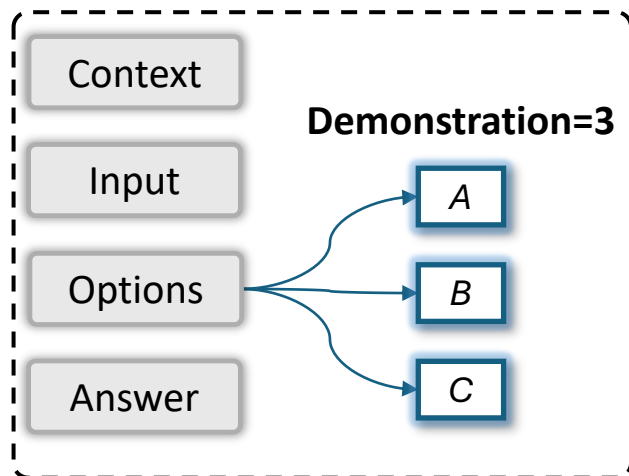 Context
Demonstration=3
Input
A
Options
B
Answer
C